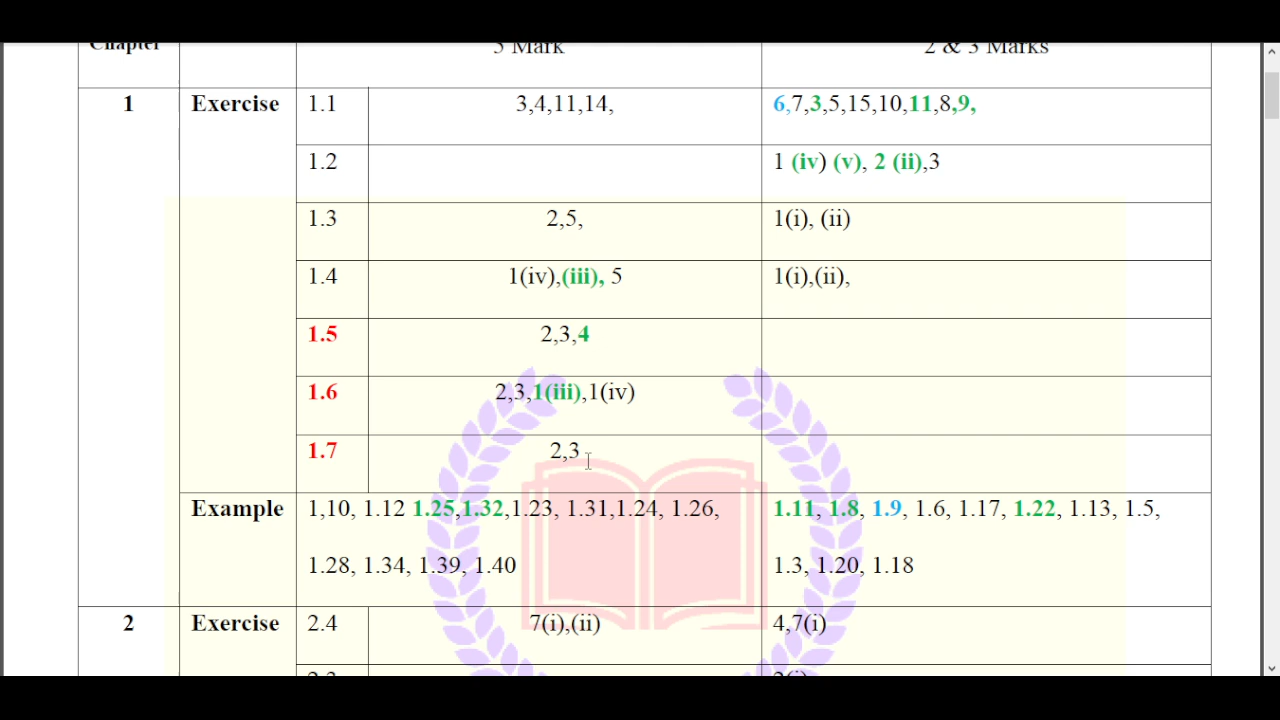 Chapter 5 Mark 2 & 3 Marks
1 Exercise 1.1 3,4,11,14, 6,7,3,5,15,10,11,8,9,
1.2 1 (iv) (v), 2 (ii),3
1.3 2,5, 1(i), (ii)
1.4 1(iv),(iii), 5 1(i),(ii),
1.5 2,3,4
1.6 2,3,1(iii),1(iv)
1.7 2,3
Example 1,10, 1.12 1.25,1.32,1.23, 1.31,1.24, 1.26, 1.11, 1.8, 1.9, 1.6, 1.17, 1.22, 1.13, 1.5,
1.28, 1.34, 1.39, 1.40 1.3, 1.20, 1.18
2 Exercise 2.4 7(i),(ii) 4,7(i)